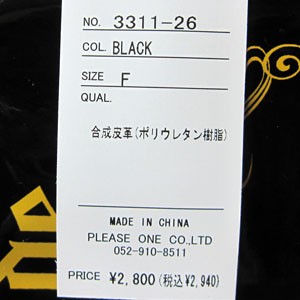 NO. 3311-26
COL. BLACK
SIZE F
QUAL.
合成皮革(ポリウレタン樹脂)
MADE IN CHINA
PLEASE ONE CO.,LTD
052-910-8511
PRICE ¥2,800(税込¥2,940)